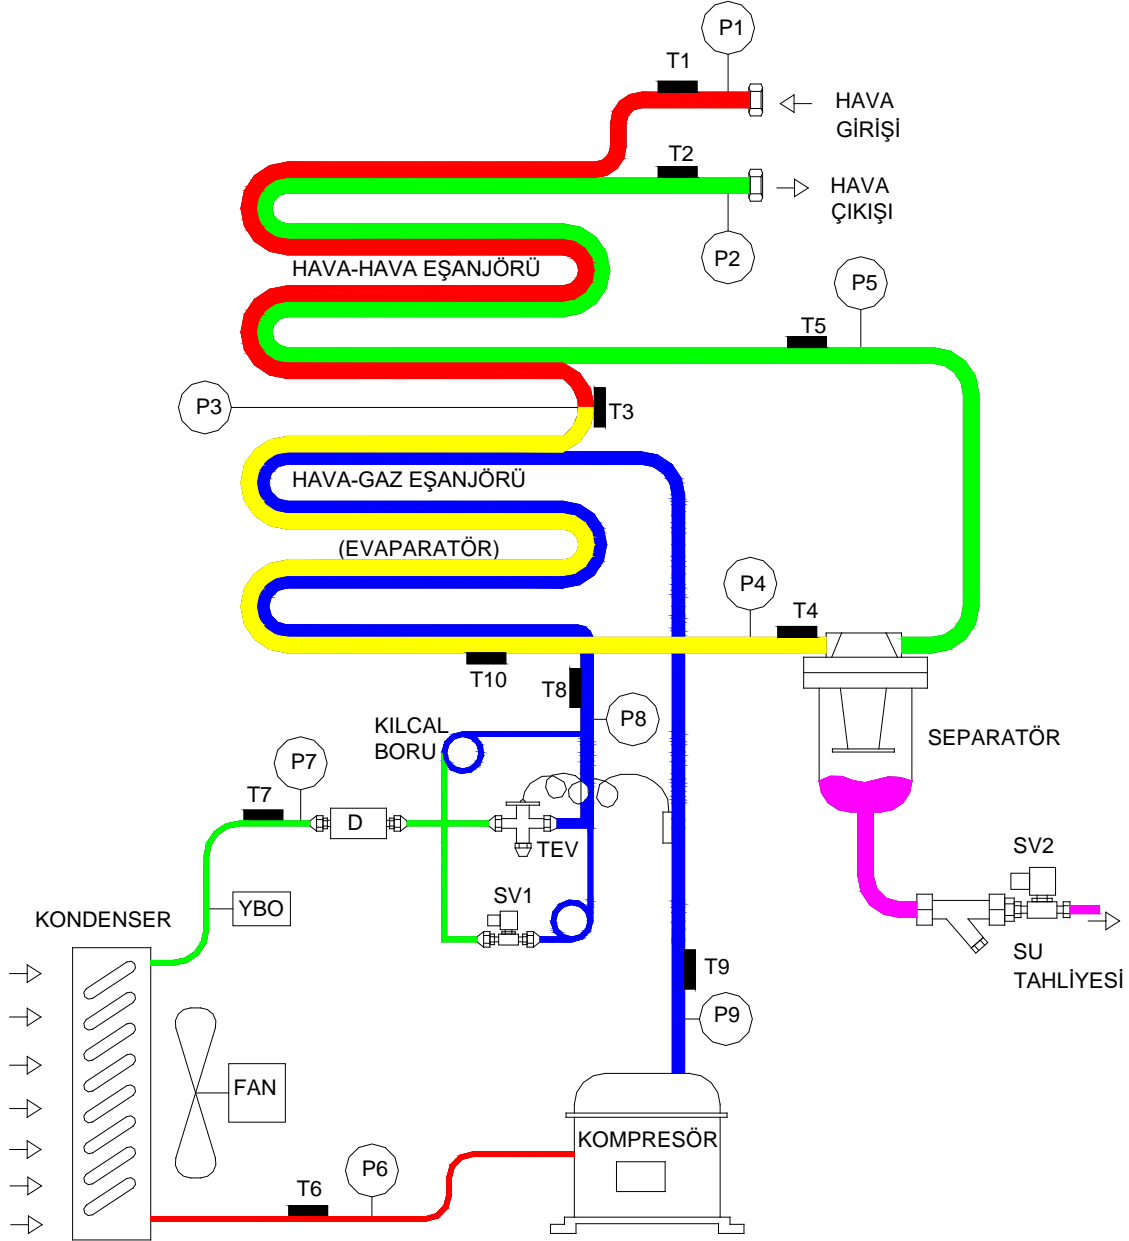 P1
T1
HAVA
GİRİŞİ
T2
HAVA
ÇIKIŞI
P2
HAVA-HAVA EŞANJÖRÜ
P5
T5
P3
T3
HAVA-GAZ EŞANJÖRÜ
(EVAPARATÖR)
P4
T4
T10
T8
P8
KILCAL
BORU
SEPARATÖR
P7
T7
D
TEV
SV2
SV1
YBO
KONDENSER
SU
TAHLİYESİ
T9
P9
FAN
KOMPRESÖR
P6
T6